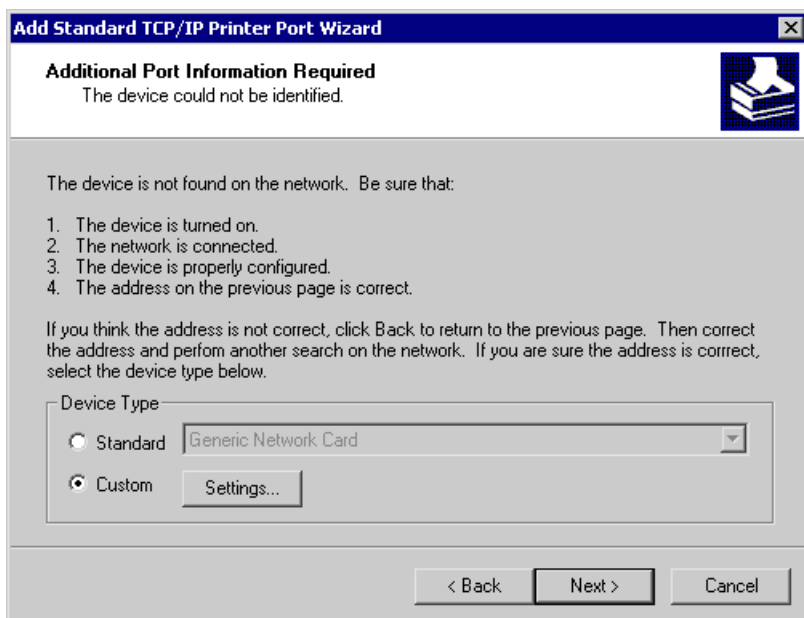 Add Standard TCP/IP Printer Port Wizard
Additional Port Information Required
The device could not be identified.
The device is not found on the network.  Be sure that:
1.  The device is turned on.
2.  The network is connected.
3.  The device is properly configured.
4.  The address on the previous page is correct.
If you think the address is not correct, click Back to return to the previous page.  Then correct
the address and perfom another search on the network.  If you are sure the address is corrrect,
select the device type below.
Device Type
Standard
Generic Network Card
Custom
Settings...
< Back
Next >
Cancel